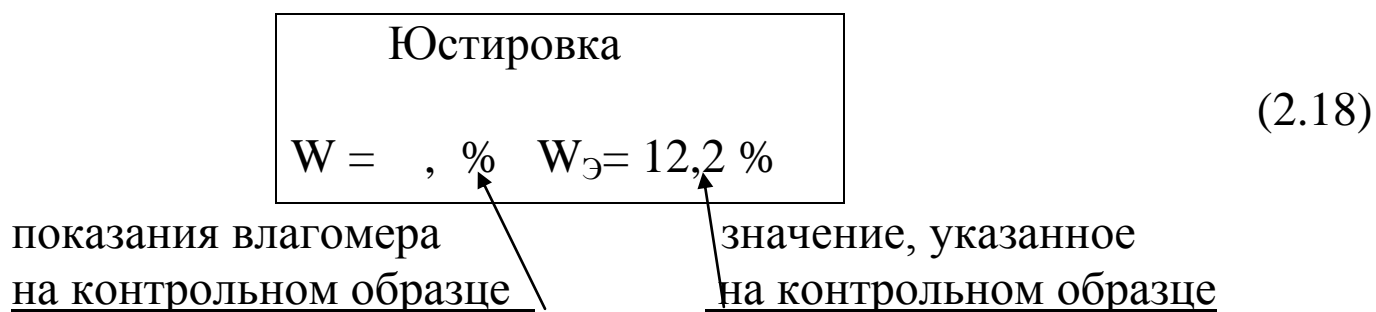 Юстировка
(2.18)
W = , % WЭ= 12,2 %
показания влагомера значение, указанное
на контрольном образце на контрольном образце